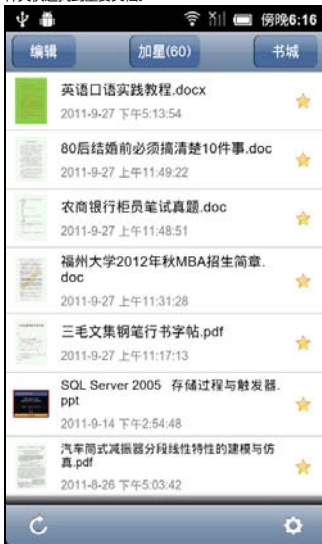 傍晚6:16
编辑
加星(60)
书城
英语口语实践教程.docx
2011-9-27 下午5:13:54
80后结婚前必须搞清楚10件事.doc
2011-9-27 上午11:49:22
农商银行柜员笔试真题.doc
2011-9-27 上午11:48:51
福州大学2012年秋MBA招生简章.
doc
2011-9-27 上午11:31:28
三毛文集钢笔行书字帖.pdf
2011-9-27 上午11:17:13
SQL Server 2005 存储过程与触发器.
ppt
2011-9-14 下午2:54:48
汽车筒式减振器分段线性特性的建模与仿
真.pdf
2011-8-26 下午5:03:42